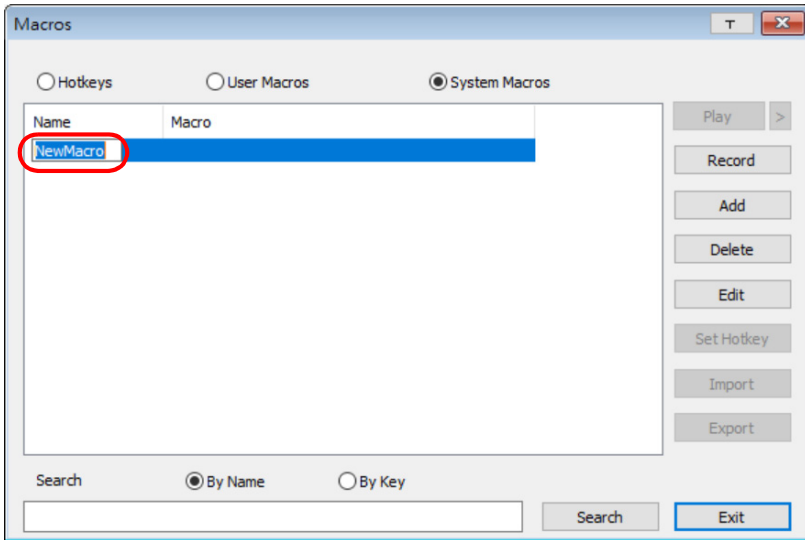 Macros
Hotkeys User Macros System Macros
Name Macro
NewMacro
Play >
Record
Add
Delete
Edit
Set Hotkey
Import
Export
Search By Name By Key
Search Exit